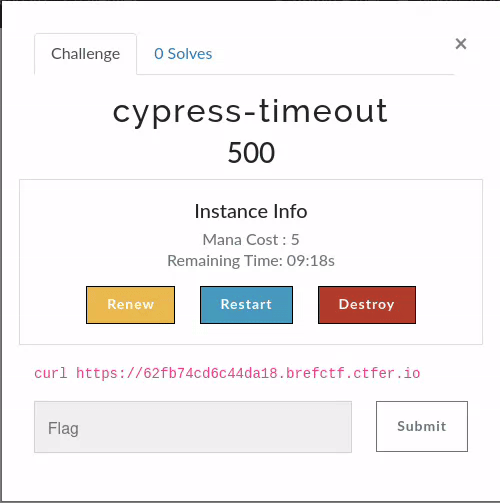 Challenge
0 Solves
×
cypress-timeout
500
Instance Info
Mana Cost : 5
Remaining Time: 09:18s
Renew
Restart
Destroy
curl https://62fb74cd6c44da18.brefctf.ctfer.io
Flag
Submit